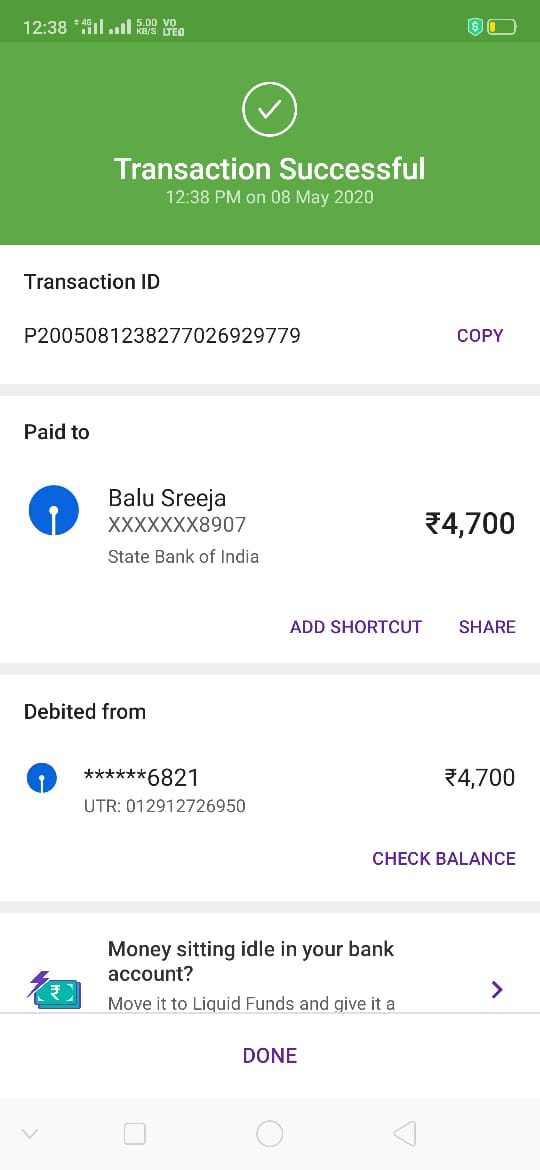 12:38 4G 5.00 KB/S VO LTE
Transaction Successful
12:38 PM on 08 May 2020
Transaction ID
P2005081238277026929779 COPY
Paid to
Balu Sreeja
XXXXXXX8907
₹4,700
State Bank of India
ADD SHORTCUT SHARE
Debited from
******6821 ₹4,700
UTR: 012912726950
CHECK BALANCE
Money sitting idle in your bank
account?
Move it to Liquid Funds and give it a
DONE